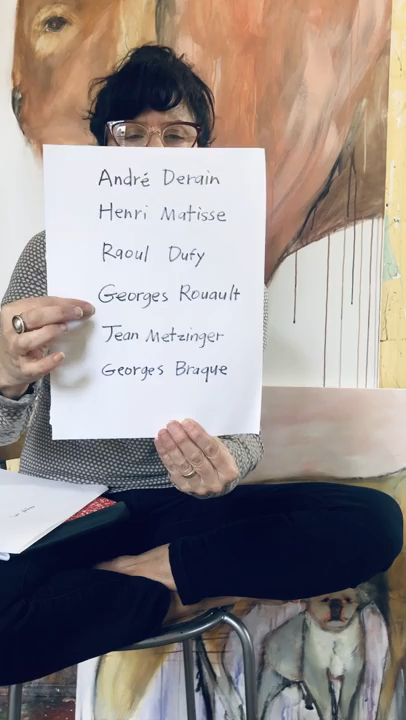 André Derain
Henri Matisse
Raoul Dufy
Georges Rouault
Jean Metzinger
Georges Braque